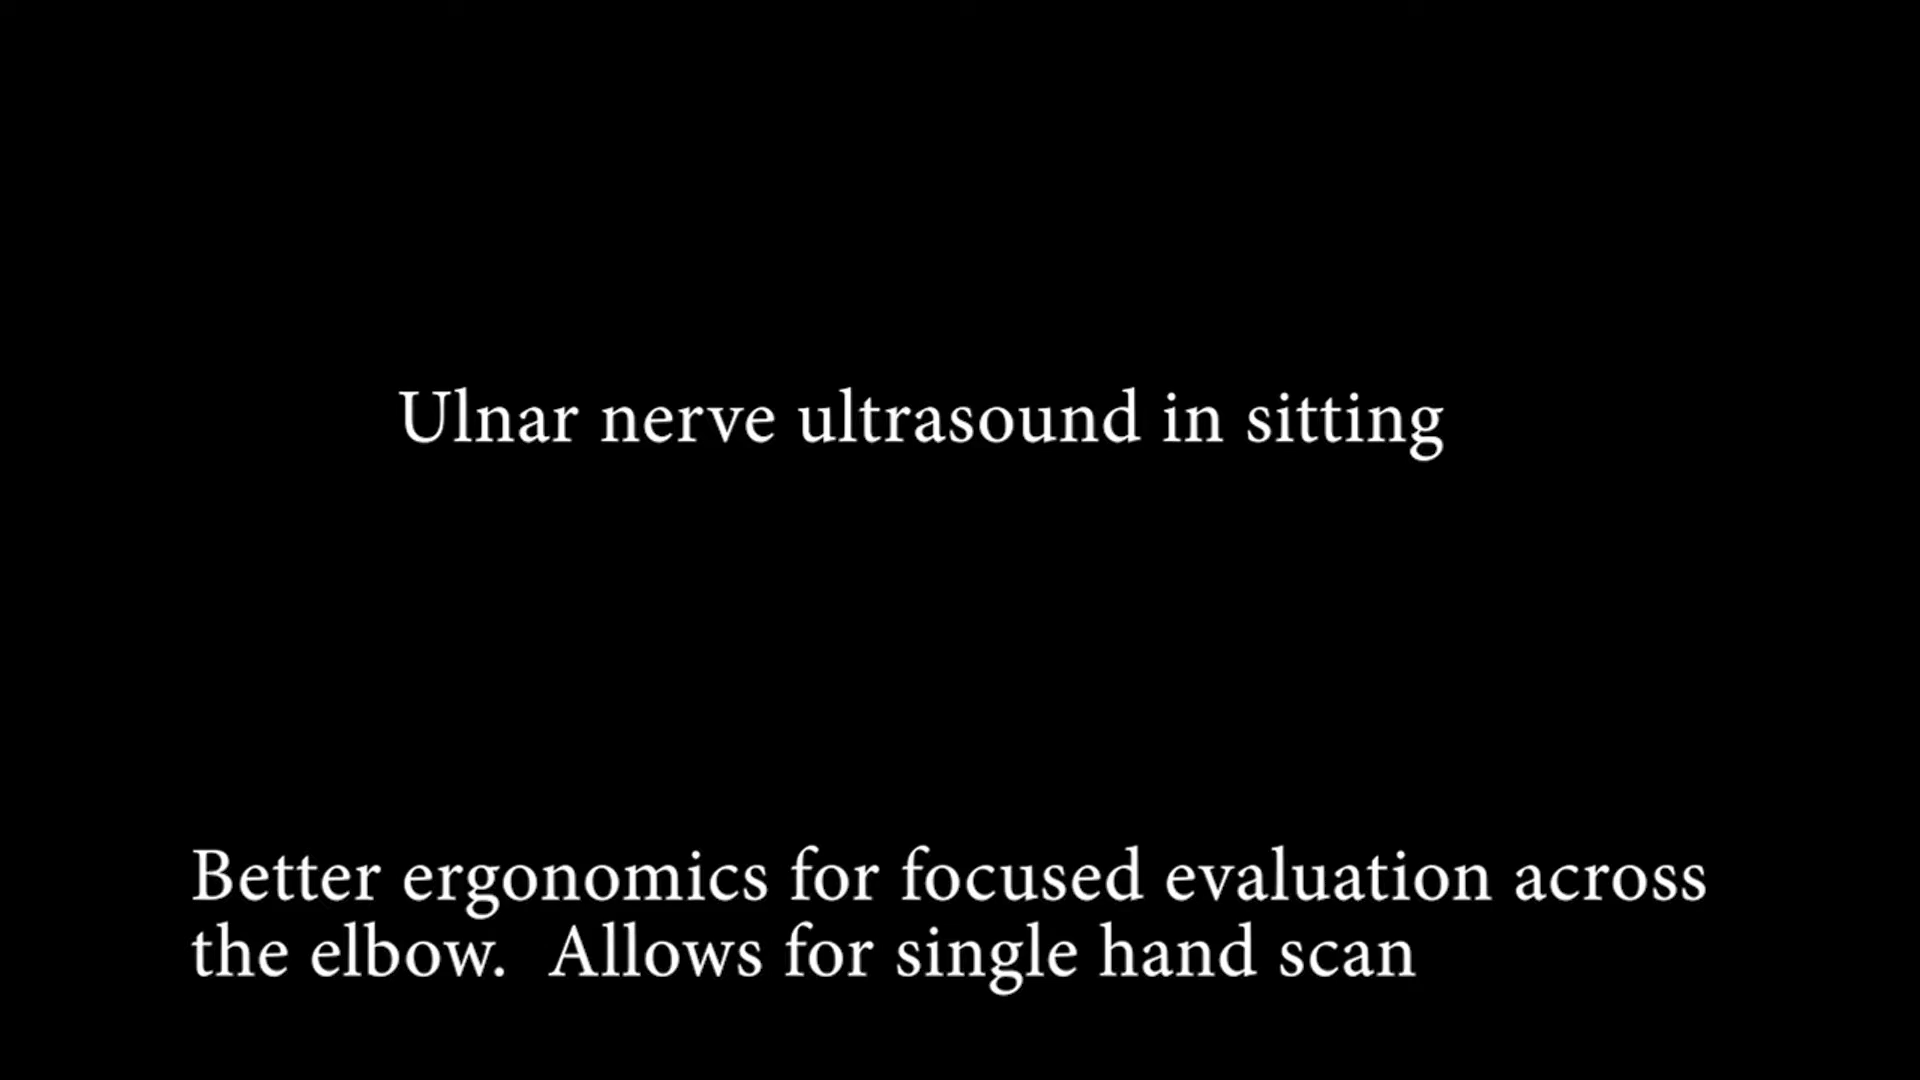 Ulnar nerve ultrasound in sitting
Better ergonomics for focused evaluation across
the elbow.  Allows for single hand scan